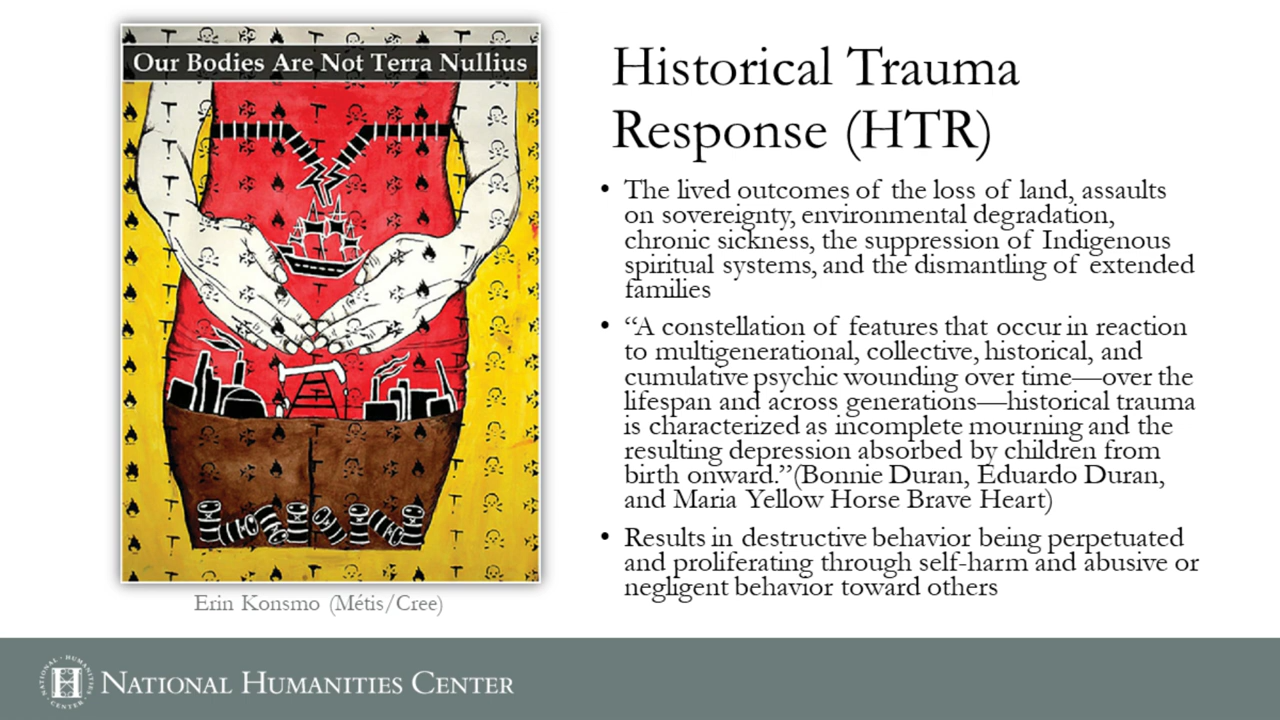 Our Bodies Are Not Terra Nullius
Erin Konsmo (Métis/Cree)
Historical Trauma
Response (HTR)
• The lived outcomes of the loss of land, assaults
on sovereignty, environmental degradation,
chronic sickness, the suppression of Indigenous
spiritual systems, and the dismantling of extended
families
• “A constellation of features that occur in reaction
to multigenerational, collective, historical, and
cumulative psychic wounding over time—over the
lifespan and across generations—historical trauma
is characterized as incomplete mourning and the
resulting depression absorbed by children from
birth onward.”(Bonnie Duran, Eduardo Duran,
and Maria Yellow Horse Brave Heart)
• Results in destructive behavior being perpetuated
and proliferating through self-harm and abusive or
negligent behavior toward others
NATIONAL · HUMANITIES · CENTER ·
H
NATIONAL HUMANITIES CENTER